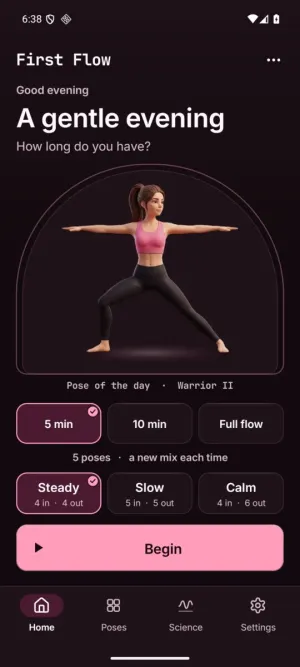 6:38
First Flow
Good evening
A gentle evening
How long do you have?
Pose of the day · Warrior II
5 min
10 min
Full flow
5 poses · a new mix each time
Steady
4 in · 4 out
Slow
5 in · 5 out
Calm
4 in · 6 out
Begin
Home
Poses
Science
Settings